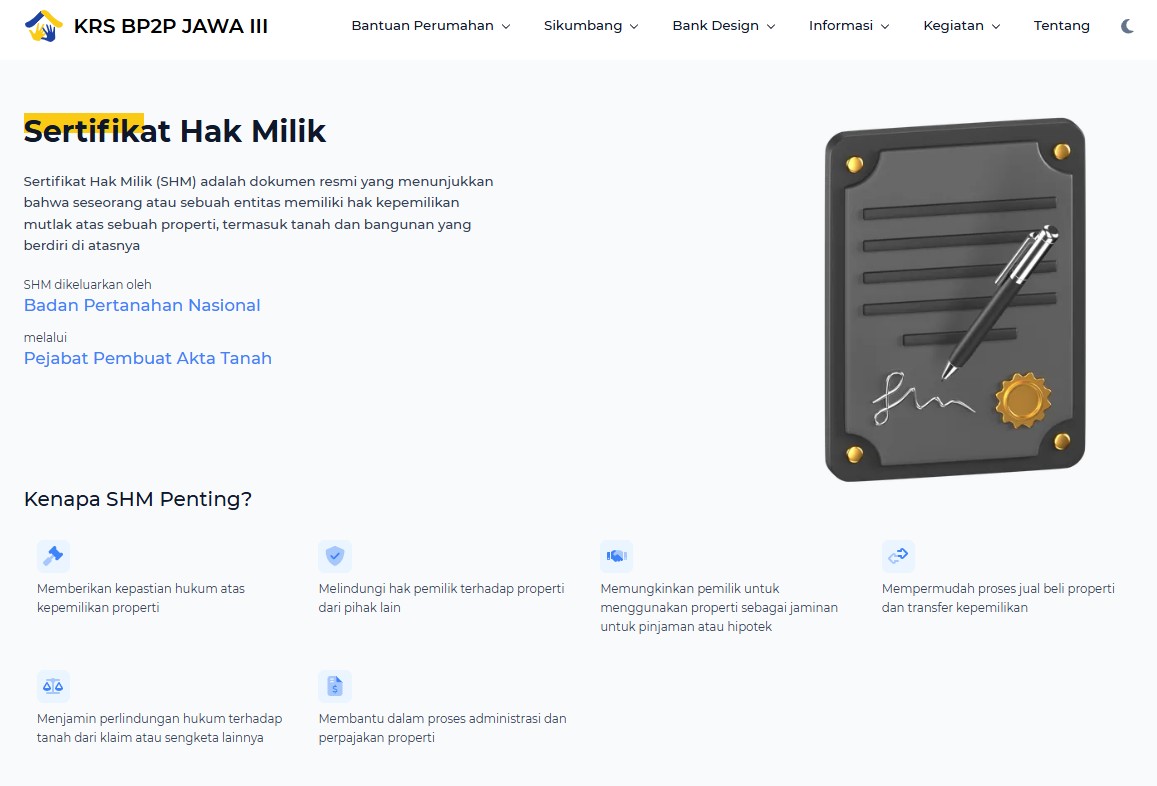 KRS BP2P JAWA III
Bantuan Perumahan
Sikumbang
Bank Design
Informasi
Kegiatan
Tentang
Sertifikat Hak Milik
Sertifikat Hak Milik (SHM) adalah dokumen resmi yang menunjukkan
bahwa seseorang atau sebuah entitas memiliki hak kepemilikan
mutlak atas sebuah properti, termasuk tanah dan bangunan yang
berdiri di atasnya
SHM dikeluarkan oleh
Badan Pertanahan Nasional
melalui
Pejabat Pembuat Akta Tanah
Kenapa SHM Penting?
Memberikan kepastian hukum atas
kepemilikan properti
Melindungi hak pemilik terhadap properti
dari pihak lain
Memungkinkan pemilik untuk
menggunakan properti sebagai jaminan
untuk pinjaman atau hipotek
Mempermudah proses jual beli properti
dan transfer kepemilikan
Menjamin perlindungan hukum terhadap
tanah dari klaim atau sengketa lainnya
Membantu dalam proses administrasi dan
perpajakan properti